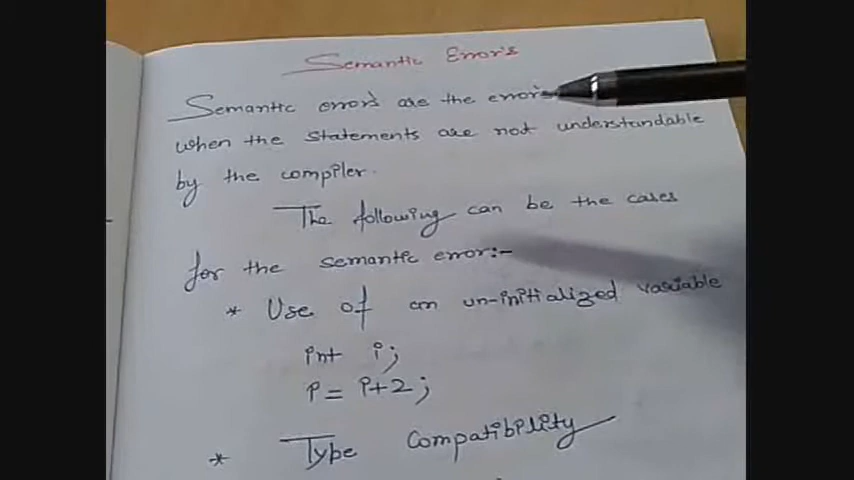 Semantic Errors
Semantic errors are the errors
when the statements are not understandable
by the compiler.
The following can be the cases
for the semantic error:-
* Use of an un-initialized variable
int i;
i = i+2;
* Type Compatibility